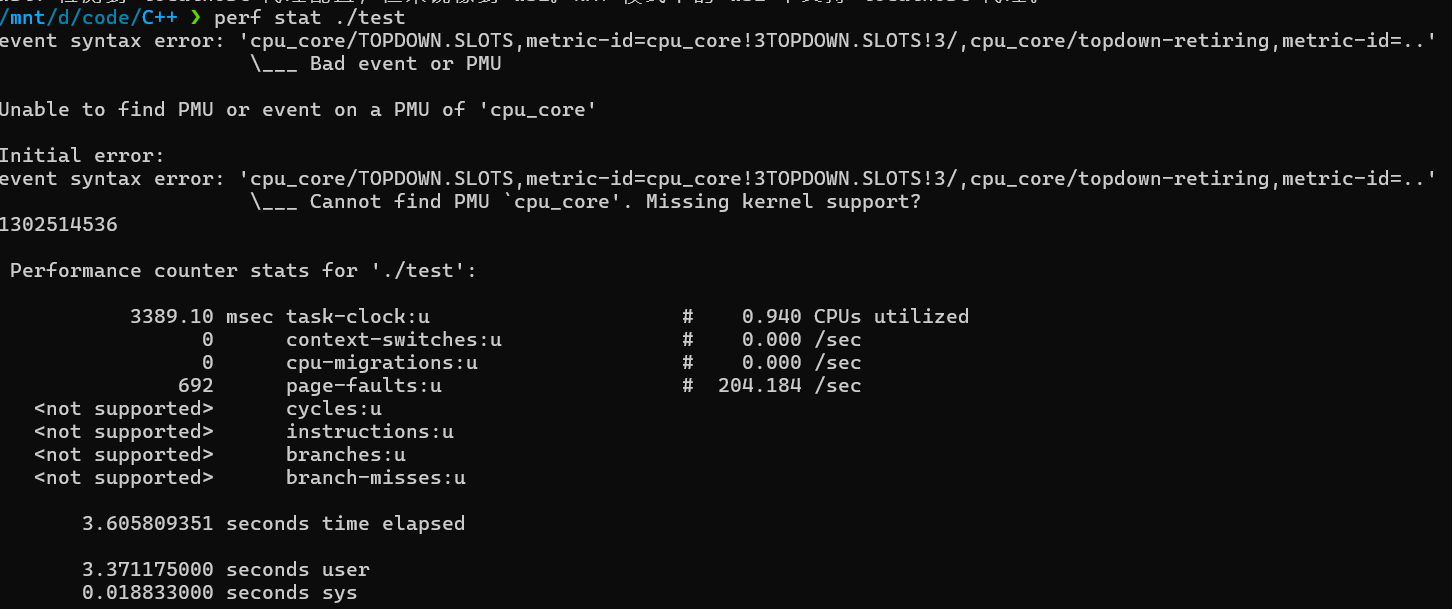 /mnt/d/code/C++ ❯ perf stat ./test
event syntax error: 'cpu_core/TOPDOWN.SLOTS,metric-id=cpu_core!3TOPDOWN.SLOTS!3/,cpu_core/topdown-retiring,metric-id=..'
\___ Bad event or PMU
Unable to find PMU or event on a PMU of 'cpu_core'
Initial error:
event syntax error: 'cpu_core/TOPDOWN.SLOTS,metric-id=cpu_core!3TOPDOWN.SLOTS!3/,cpu_core/topdown-retiring,metric-id=..'
\___ Cannot find PMU `cpu_core'. Missing kernel support?
1302514536
Performance counter stats for './test':
3389.10 msec task-clock:u # 0.940 CPUs utilized
0 context-switches:u # 0.000 /sec
0 cpu-migrations:u # 0.000 /sec
692 page-faults:u # 204.184 /sec
<not supported> cycles:u
<not supported> instructions:u
<not supported> branches:u
<not supported> branch-misses:u
3.605809351 seconds time elapsed
3.371175000 seconds user
0.018833000 seconds sys